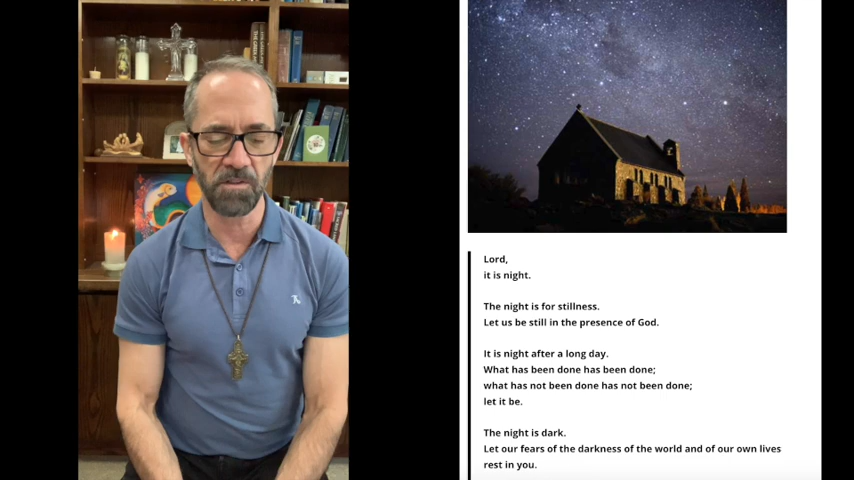 Lord,
it is night.
The night is for stillness.
Let us be still in the presence of God.
It is night after a long day.
What has been done has been done;
what has not been done has not been done;
let it be.
The night is dark.
Let our fears of the darkness of the world and of our own lives
rest in you.